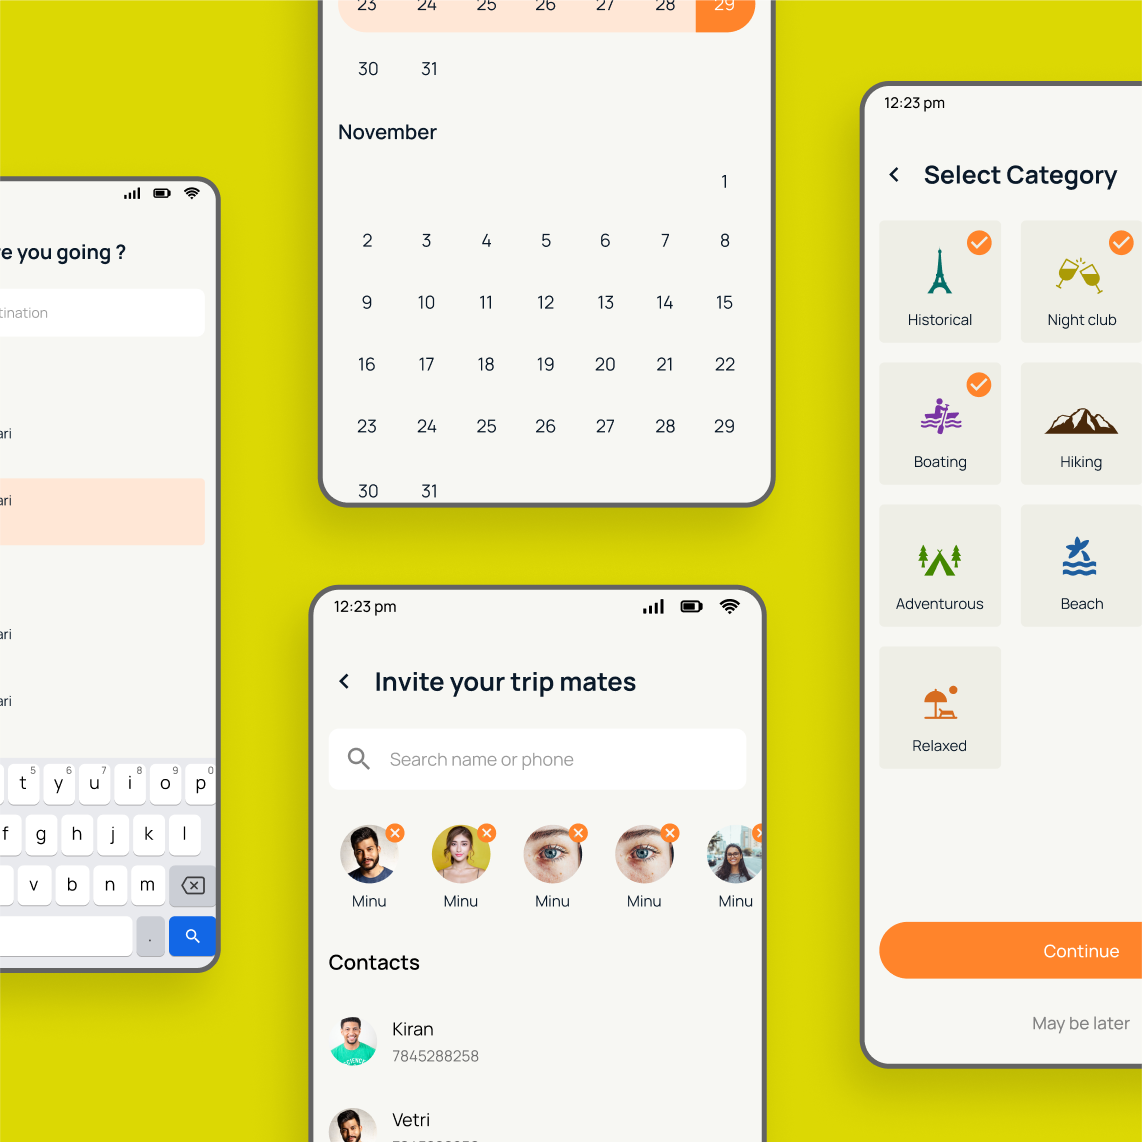 re you going ?
tination
ari
ari
ari
ari
5 6 7 8 9 0
t y u i o p
f g h j k l
v b n m
.
23 24 25 26 27 28 29
30 31
November
1
2 3 4 5 6 7 8
9 10 11 12 13 14 15
16 17 18 19 20 21 22
23 24 25 26 27 28 29
30 31
12:23 pm
Invite your trip mates
Search name or phone
Minu Minu Minu Minu Minu
Contacts
Kiran
7845288258
Vetri
12:23 pm
Select Category
Historical Night club
Boating Hiking
Adventurous Beach
Relaxed
Continue
May be later